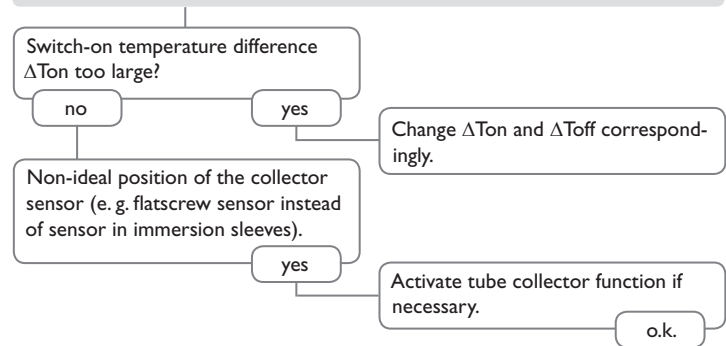 Switch-on temperature difference
ΔTon too large?
no
yes
Change ΔTon and ΔToff correspond-
ingly.
Non-ideal position of the collector
sensor (e. g. flatscrew sensor instead
of sensor in immersion sleeves).
yes
Activate tube collector function if
necessary.
o.k.